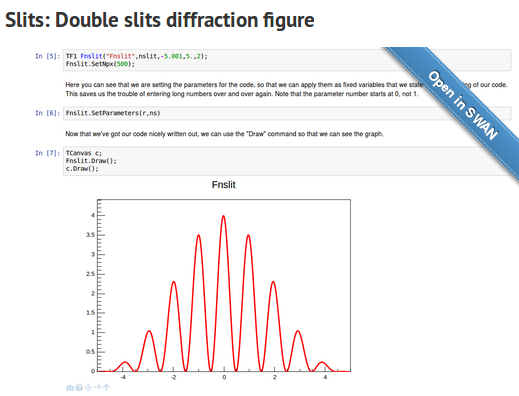 Slits: Double slits diffraction figure
In [5]: TF1 Fnslit("Fnslit",nslit,-5.001,5.,2);
Fnslit.SetNpx(500);
Here you can see that we are setting the parameters for the code, so that we can apply them as fixed variables that we state ing of our code.
This saves us the trouble of entering long numbers over and over again. Note that the parameter number starts at 0, not 1.
Open in SWAN
In [6]: Fnslit.SetParameters(r,ns)
Now that we've got our code nicely written out, we can use the "Draw" command so that we can see the graph.
In [7]: TCanvas c;
Fnslit.Draw();
c.Draw();
Fnslit
4
3.5
3
2.5
2
1.5
1
0.5
0
-4 -2 0 2 4